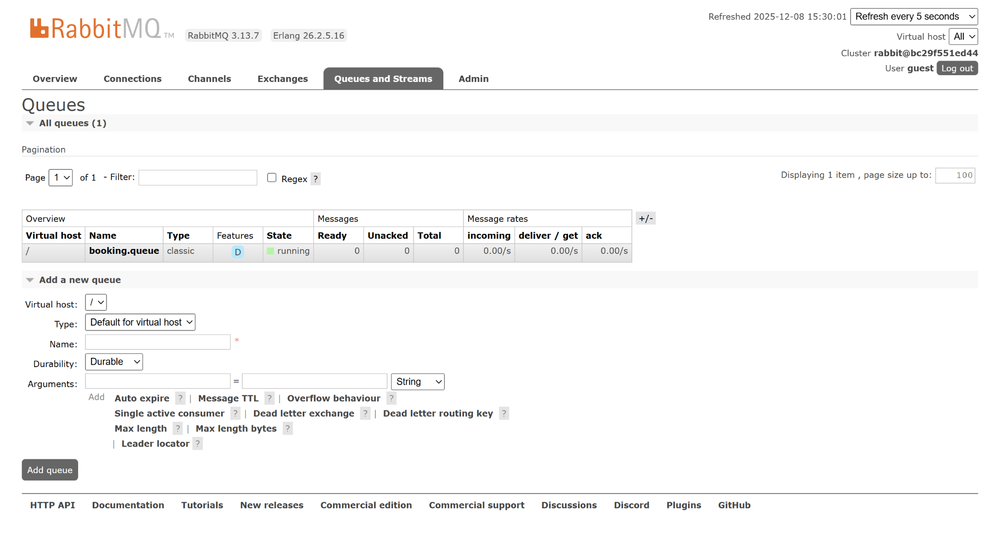 RabbitMQ TM RabbitMQ 3.13.7 Erlang 26.2.5.16
Refreshed 2025-12-08 15:30:01 Refresh every 5 seconds
Virtual host All
Cluster rabbit@bc29f551ed44
User guest Log out
Overview Connections Channels Exchanges Queues and Streams Admin
Queues
All queues (1)
Pagination
Page 1 of 1 - Filter: Regex ? Displaying 1 item , page size up to: 100
Overview Messages Message rates +/-
Virtual host Name Type Features State Ready Unacked Total incoming deliver / get ack
/ booking.queue classic D running 0 0 0 0.00/s 0.00/s 0.00/s
Add a new queue
Virtual host: /
Type: Default for virtual host
Name: *
Durability: Durable
Arguments: = String
Add Auto expire ? | Message TTL ? | Overflow behaviour ?
Single active consumer ? | Dead letter exchange ? | Dead letter routing key ?
Max length ? | Max length bytes ?
| Leader locator ?
Add queue
HTTP API Documentation Tutorials New releases Commercial edition Commercial support Discussions Discord Plugins GitHub